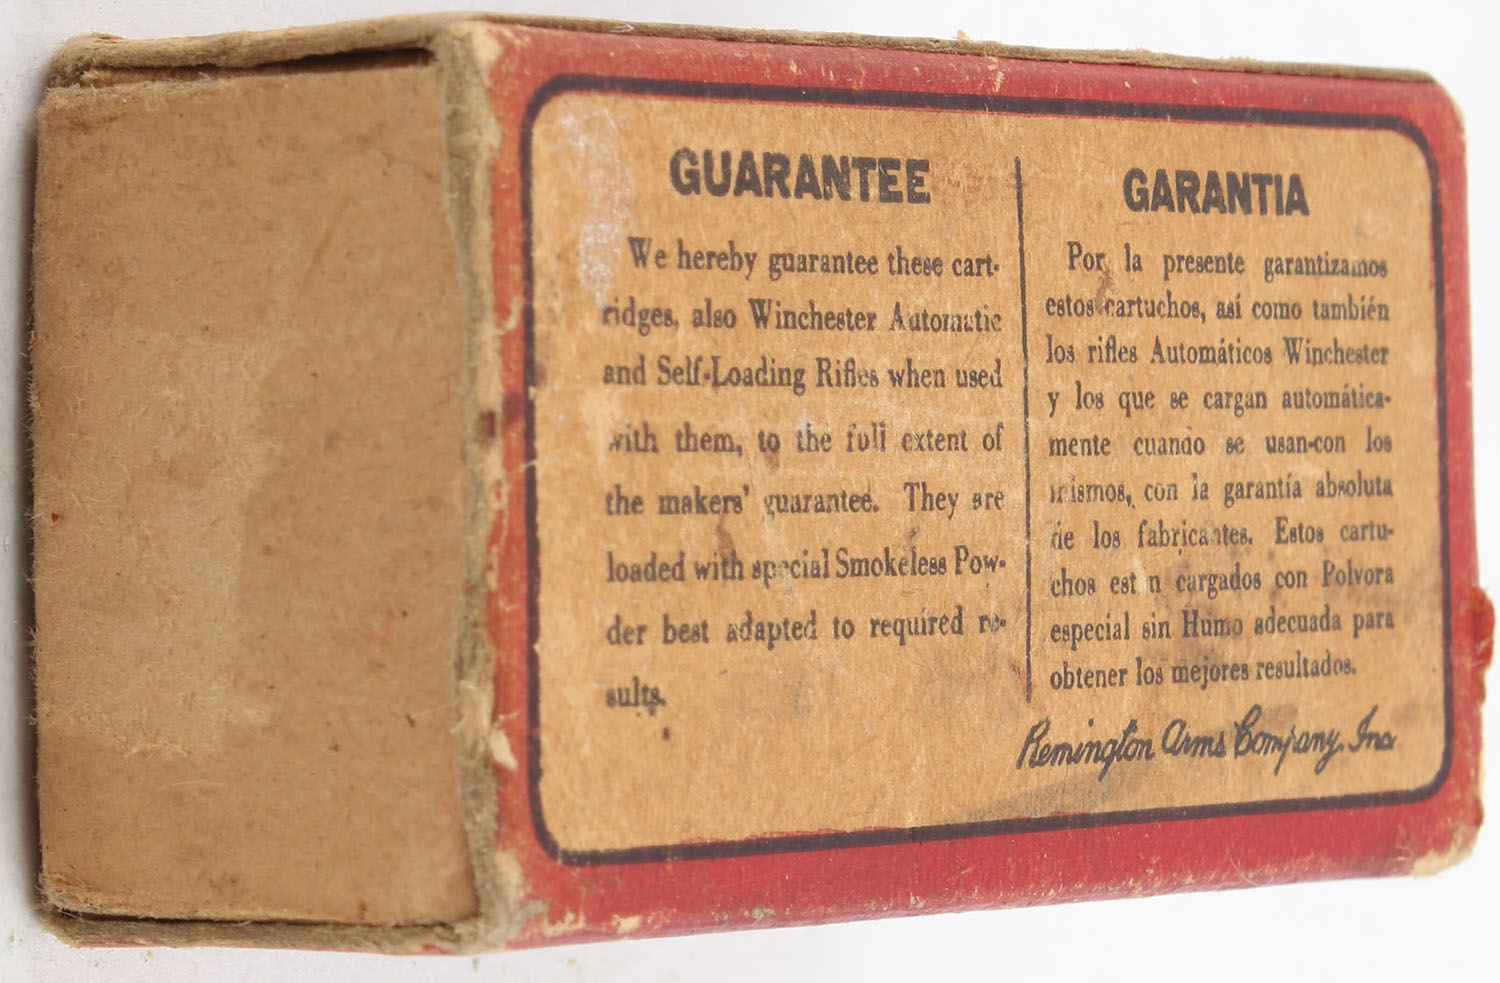 GUARANTEE
We hereby guarantee these cart-
ridges, also Winchester Automatic
and Self-Loading Rifles when used
with them, to the full extent of
the makers' guarantee. They are
loaded with special Smokeless Pow-
der best adapted to required re-
sults.
GARANTIA
Por la presente garantizamos
estos cartuchos, así como también
los rifles Automáticos Winchester
y los que se cargan automática-
mente cuando se usan-con los
mismos, con la garantía absoluta
de los fabricantes. Estos cartu-
chos están cargados con Polvora
especial sin Humo adecuada para
obtener los mejores resultados.
Remington Arms Company, Inc.